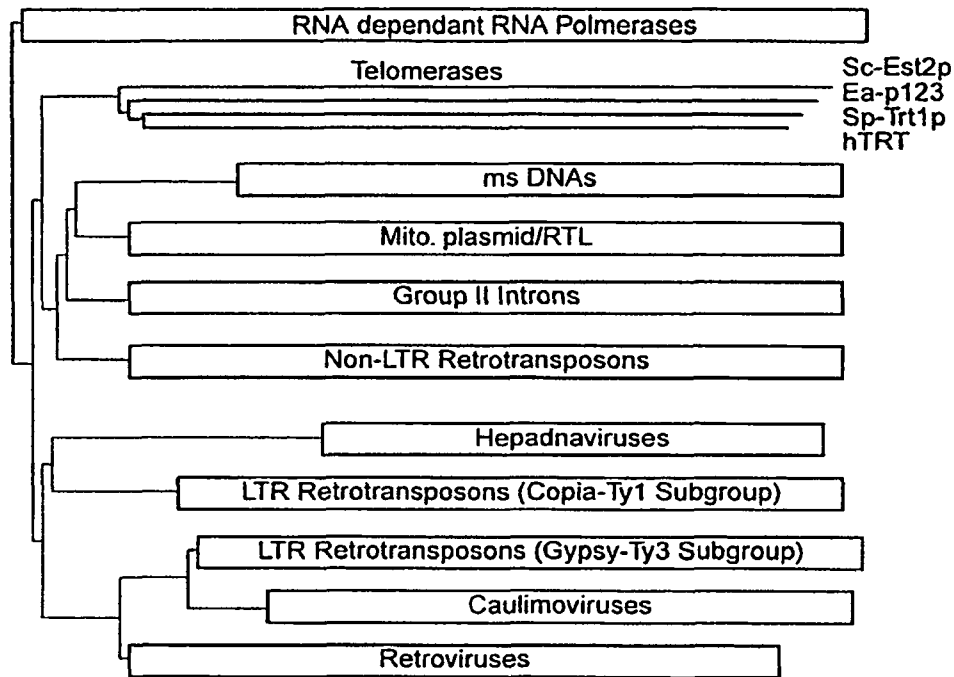 RNA dependant RNA Polmerases
Telomerases
Sc-Est2p
Ea-p123
Sp-Trt1p
hTRT
ms DNAs
Mito. plasmid/RTL
Group II Introns
Non-LTR Retrotransposons
Hepadnaviruses
LTR Retrotransposons (Copia-Ty1 Subgroup)
LTR Retrotransposons (Gypsy-Ty3 Subgroup)
Caulimoviruses
Retroviruses